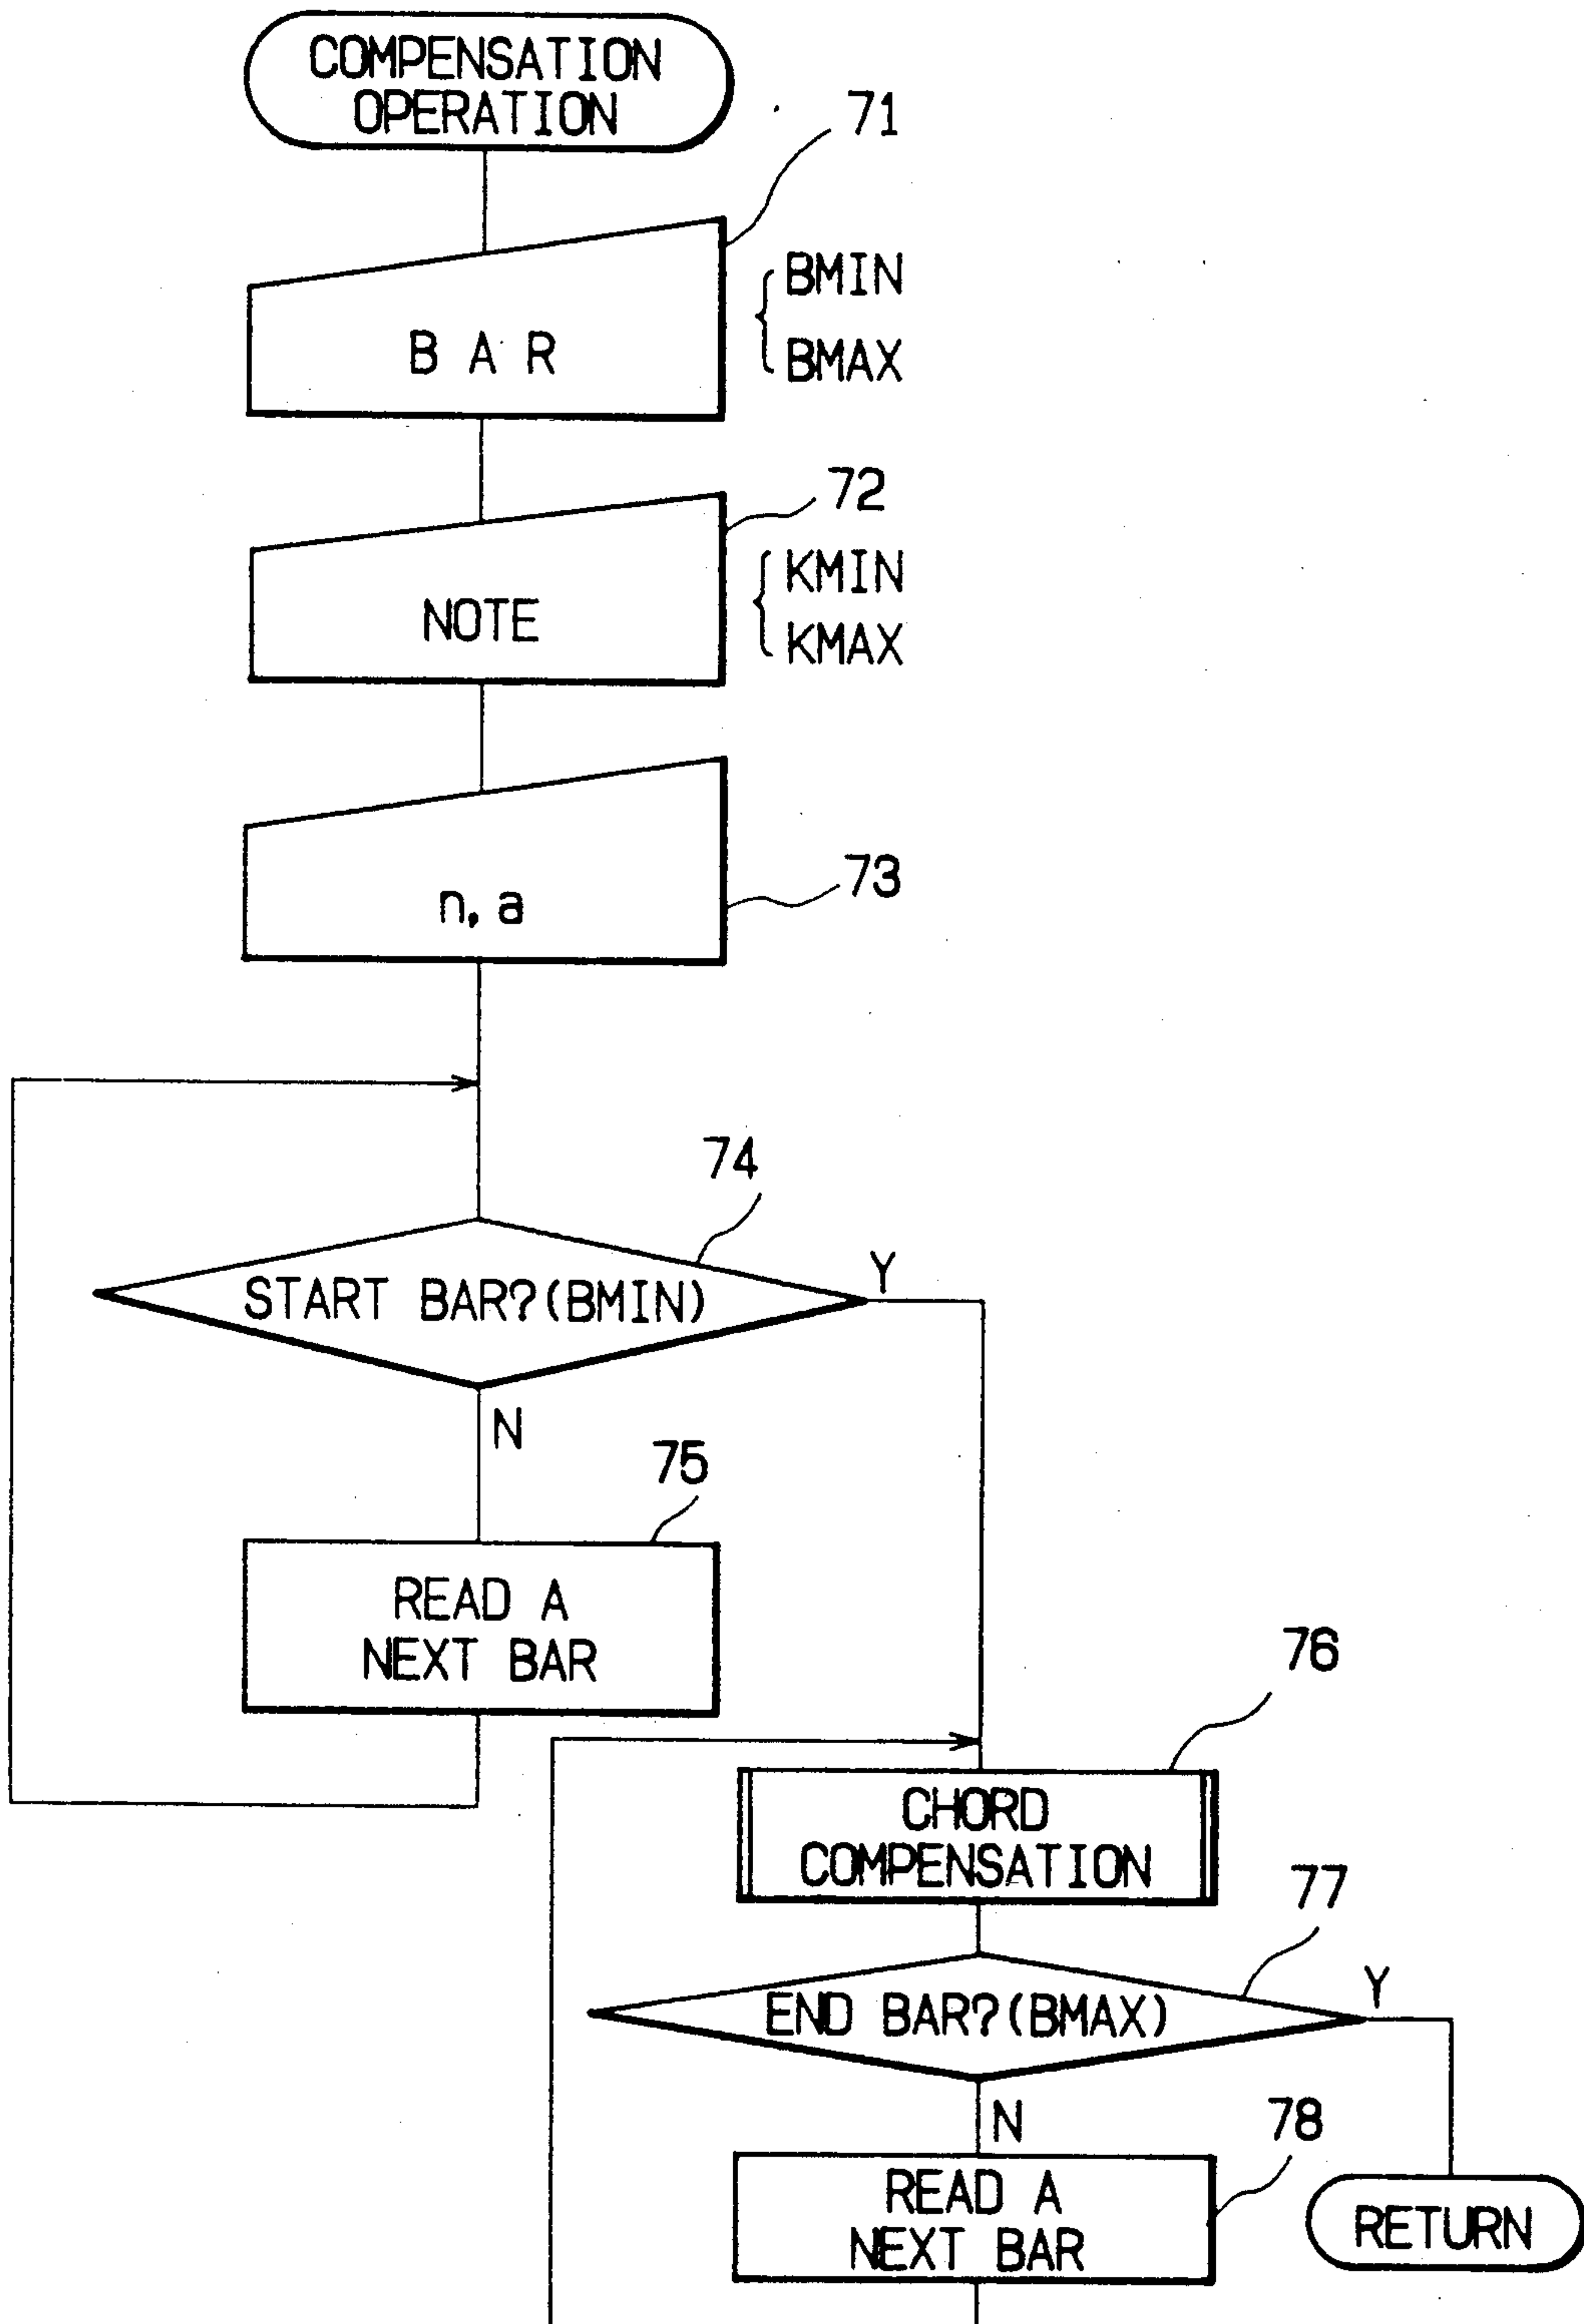 COMPENSATION
OPERATION
71
B A R
BMIN
BMAX
72
NOTE
KMIN
KMAX
73
n, a
74
START BAR?(BMIN)
Y
N
75
READ A
NEXT BAR
76
CHORD
COMPENSATION
77
END BAR?(BMAX)
Y
N
78
READ A
NEXT BAR
RETURN